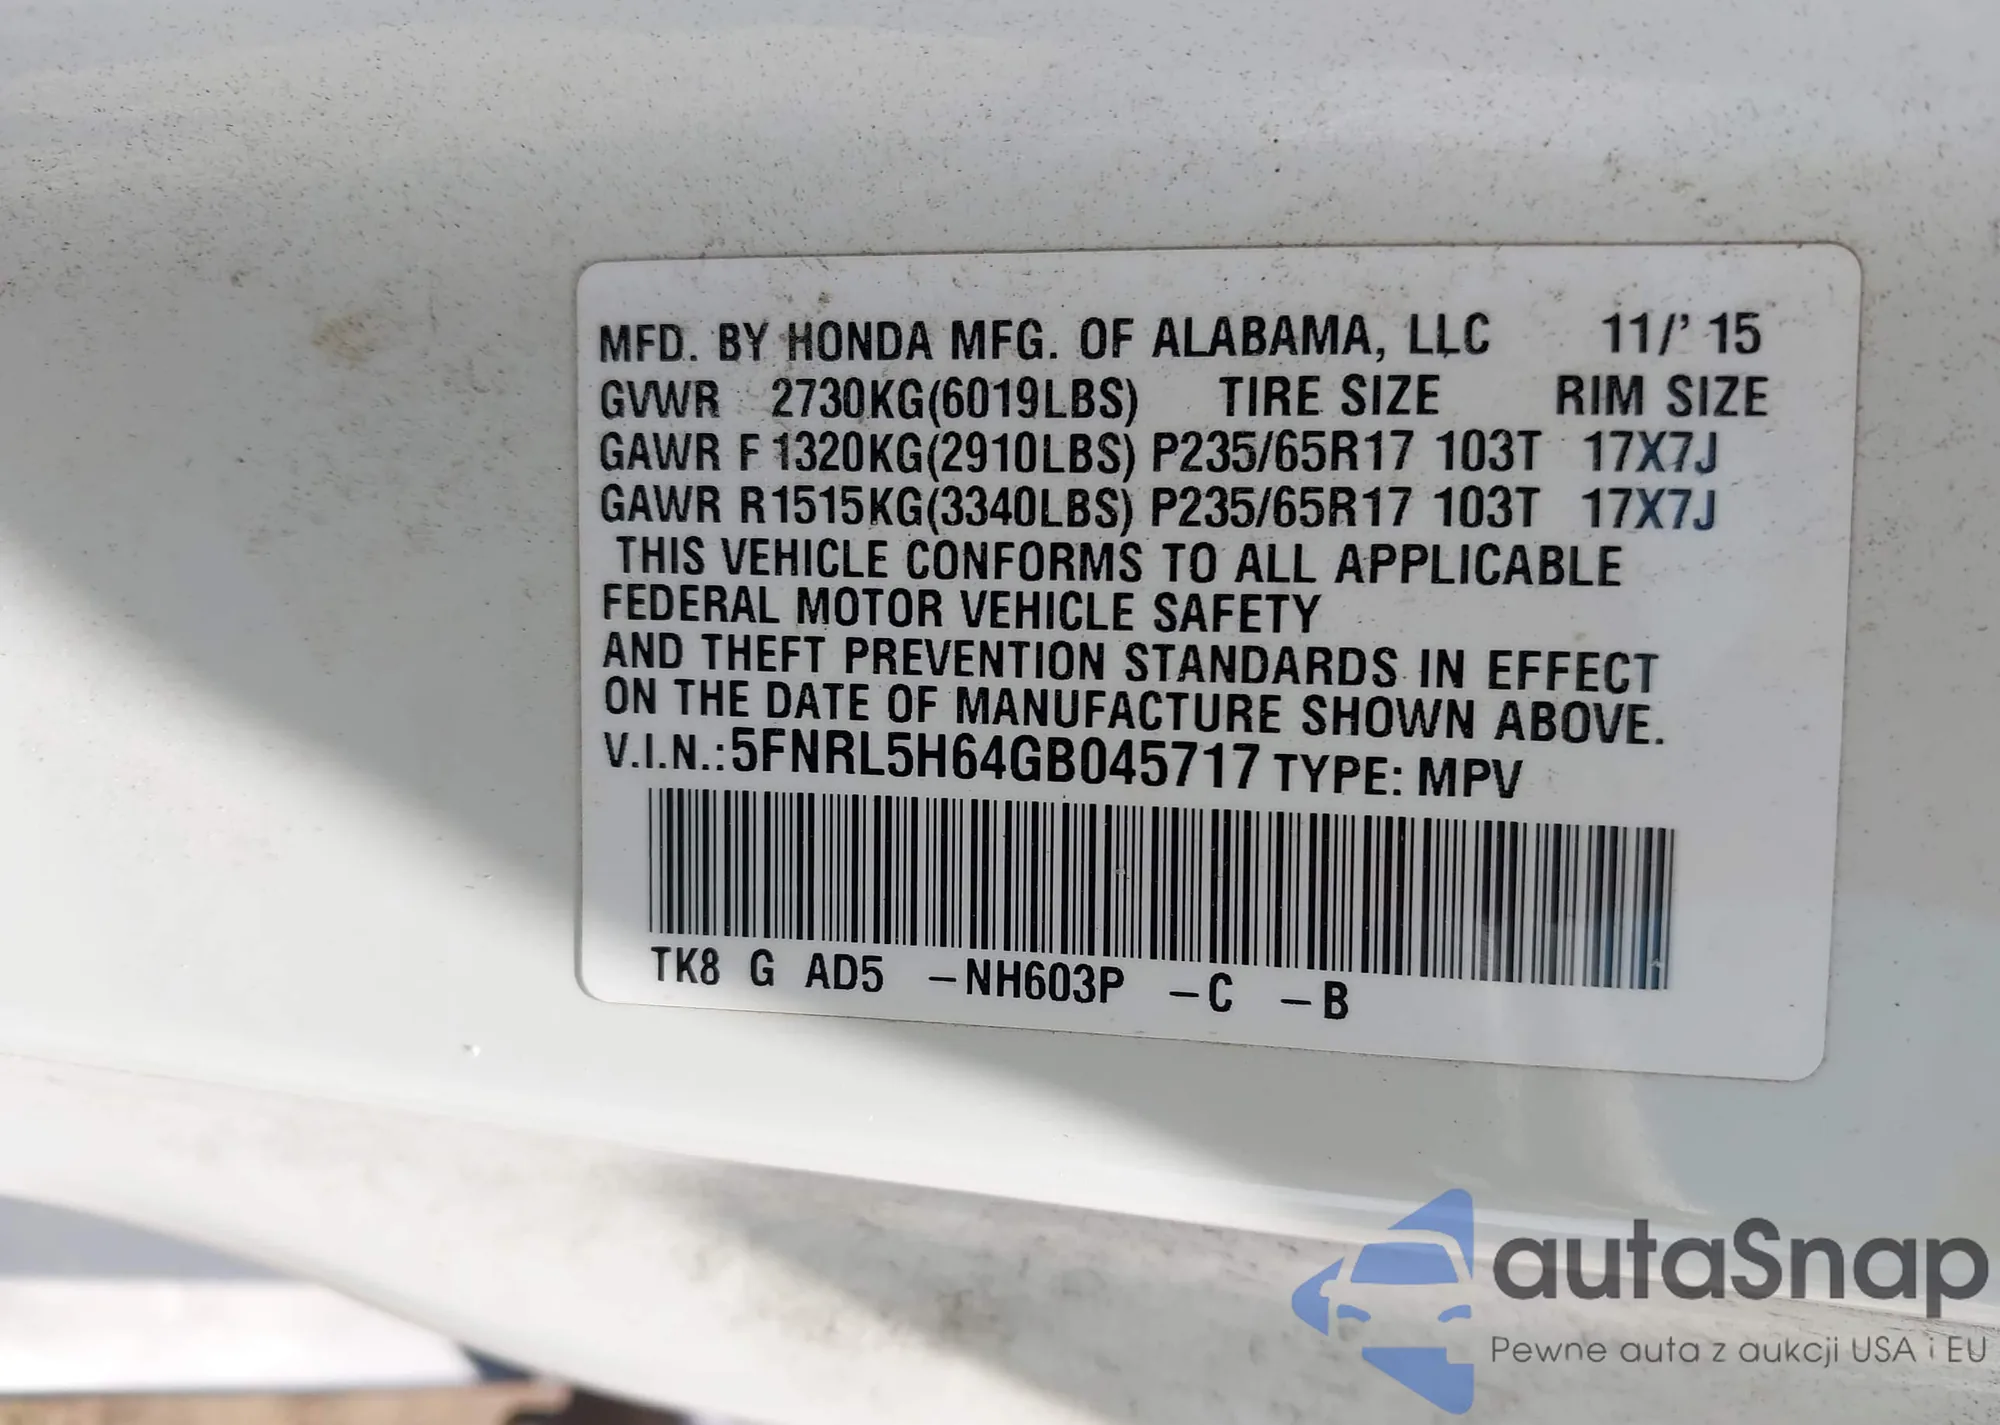 MFD. BY HONDA MFG. OF ALABAMA, LLC 11/' 15
GVWR 2730KG(6019LBS) TIRE SIZE RIM SIZE
GAWR F 1320KG(2910LBS) P235/65R17 103T 17X7J
GAWR R1515KG(3340LBS) P235/65R17 103T 17X7J
THIS VEHICLE CONFORMS TO ALL APPLICABLE
FEDERAL MOTOR VEHICLE SAFETY
AND THEFT PREVENTION STANDARDS IN EFFECT
ON THE DATE OF MANUFACTURE SHOWN ABOVE.
V.I.N.:5FNRL5H64GB045717 TYPE: MPV
TK8 G AD5 -NH603P -C -B
autaSnap
Pewne auta z aukcji USA i EU